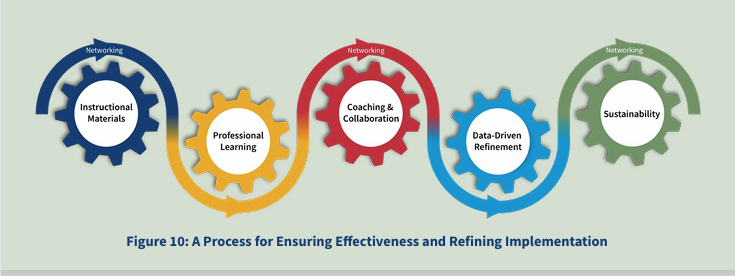 Networking
Instructional
Materials
Professional
Learning
Networking
Coaching &
Collaboration
Data-Driven
Refinement
Networking
Sustainability
Figure 10: A Process for Ensuring Effectiveness and Refining Implementation